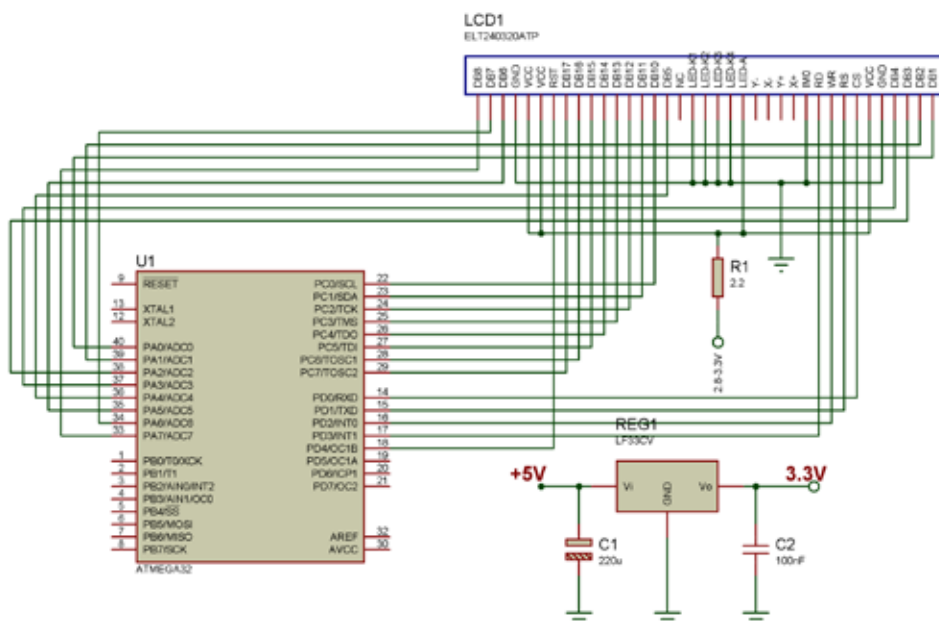 LCD1
ELT240320ATP
DB8 DB7 DB6 GND VCC VCC RST DB17 DB16 DB15 DB14 DB13 DB12 DB11 DB10 DB5 NC LED-K1 LED-K2 LED-K3 LED-K4 LED-A Y- X- Y+ X+ IM0 RD WR RS CS VCC GND DB4 DB3 DB2 DB1
U1
9 RESET
13 XTAL1
12 XTAL2
40 PA0/ADC0
39 PA1/ADC1
38 PA2/ADC2
37 PA3/ADC3
36 PA4/ADC4
35 PA5/ADC5
34 PA6/ADC6
33 PA7/ADC7
1 PB0/T0/XCK
2 PB1/T1
3 PB2/AIN0/INT2
4 PB3/AIN1/OC0
5 PB4/SS
6 PB5/MOSI
7 PB6/MISO
8 PB7/SCK
PC0/SCL 22
PC1/SDA 23
PC2/TCK 24
PC3/TMS 25
PC4/TDO 26
PC5/TDI 27
PC6/TOSC1 28
PC7/TOSC2 29
PD0/RXD 14
PD1/TXD 15
PD2/INT0 16
PD3/INT1 17
PD4/OC1B 18
PD5/OC1A 19
PD6/ICP1 20
PD7/OC2 21
AREF 32
AVCC 30
ATMEGA32
R1
2.2
2.8-3.3V
REG1
LF33CV
+5V
Vi
GND
Vo
3.3V
C1
220u
C2
100nF